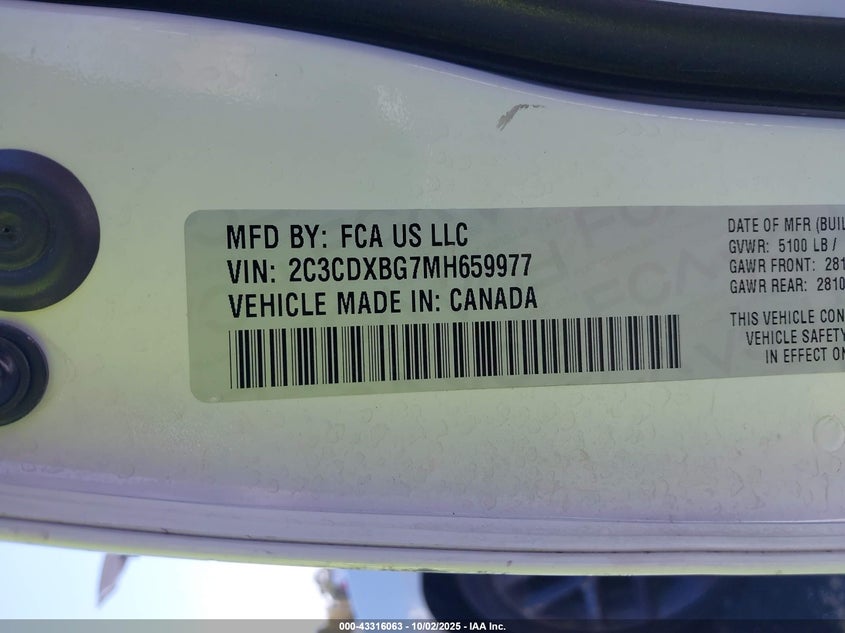 MFD BY: FCA US LLC
VIN: 2C3CDXBG7MH659977
VEHICLE MADE IN: CANADA
DATE OF MFR (BUIL
GVWR: 5100 LB /
GAWR FRONT: 281
GAWR REAR: 2810
THIS VEHICLE CON
VEHICLE SAFETY
IN EFFECT ON
000-43316063 - 10/02/2025 - IAA Inc.